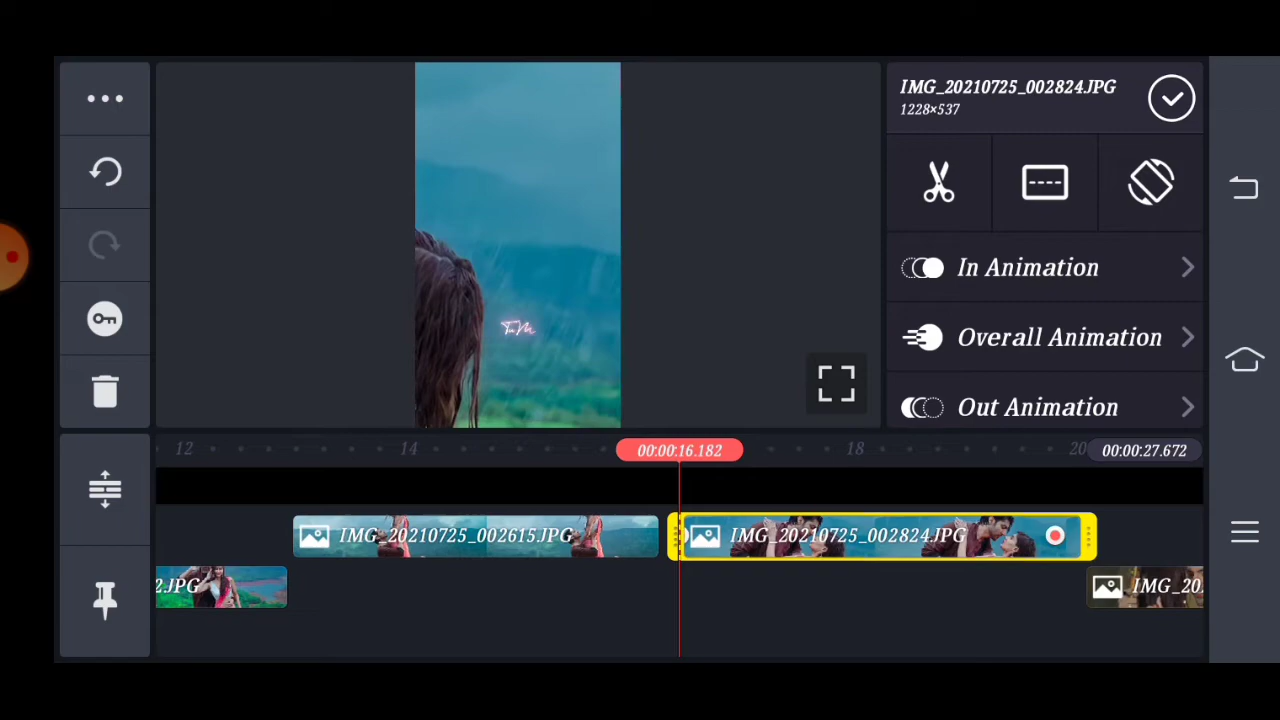 IMG_20210725_002824.JPG
1228×537
In Animation
Overall Animation
Out Animation
TuM
12
14
00:00:16.182
18
20
00:00:27.672
IMG_20210725_002615.JPG
IMG_20210725_002824.JPG
2.JPG
IMG_20